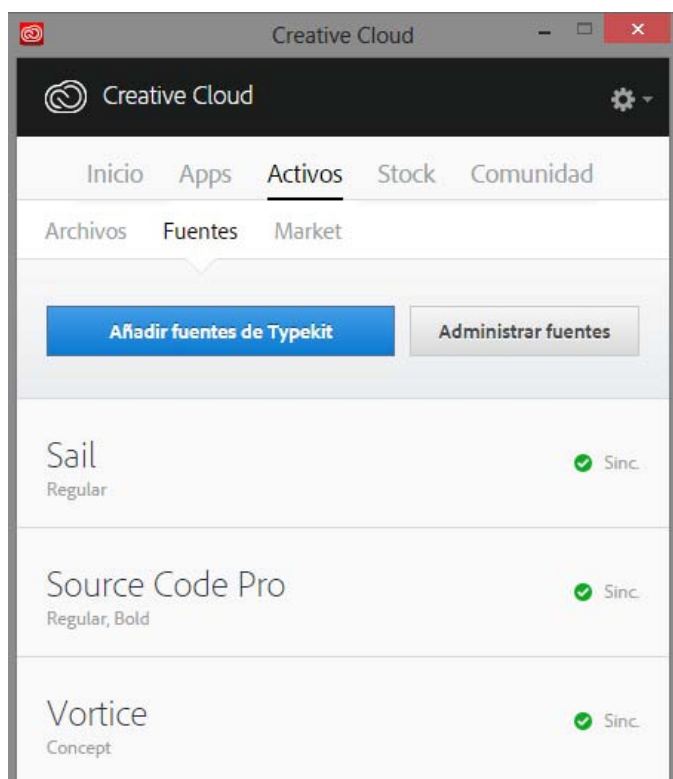 Creative Cloud
Creative Cloud
Inicio Apps Activos Stock Comunidad
Archivos Fuentes Market
Añadir fuentes de Typekit Administrar fuentes
Sail
Sinc.
Regular
Source Code Pro
Sinc.
Regular, Bold
Vortice
Sinc.
Concept